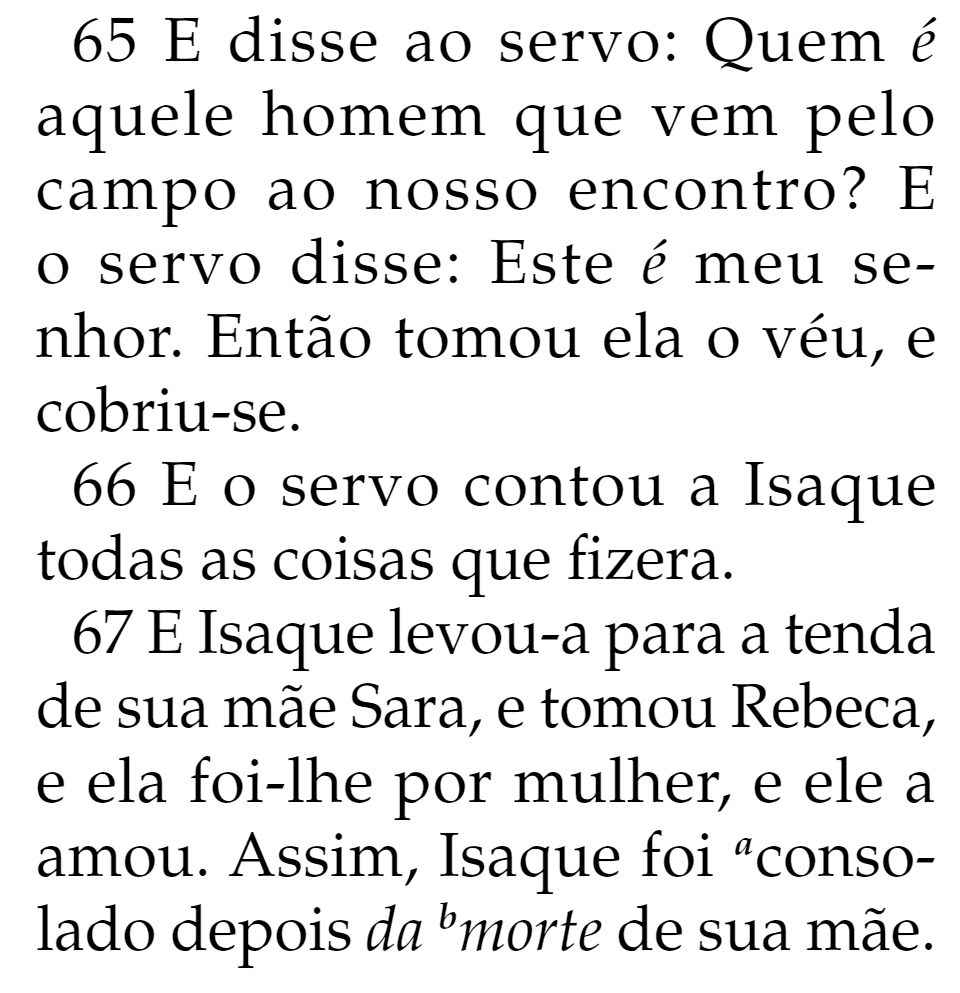 65 E disse ao servo: Quem é
aquele homem que vem pelo
campo ao nosso encontro? E
o servo disse: Este é meu se-
nhor. Então tomou ela o véu, e
cobriu-se.
66 E o servo contou a Isaque
todas as coisas que fizera.
67 E Isaque levou-a para a tenda
de sua mãe Sara, e tomou Rebeca,
e ela foi-lhe por mulher, e ele a
amou. Assim, Isaque foi ᵃconso-
lado depois da ᵇmorte de sua mãe.